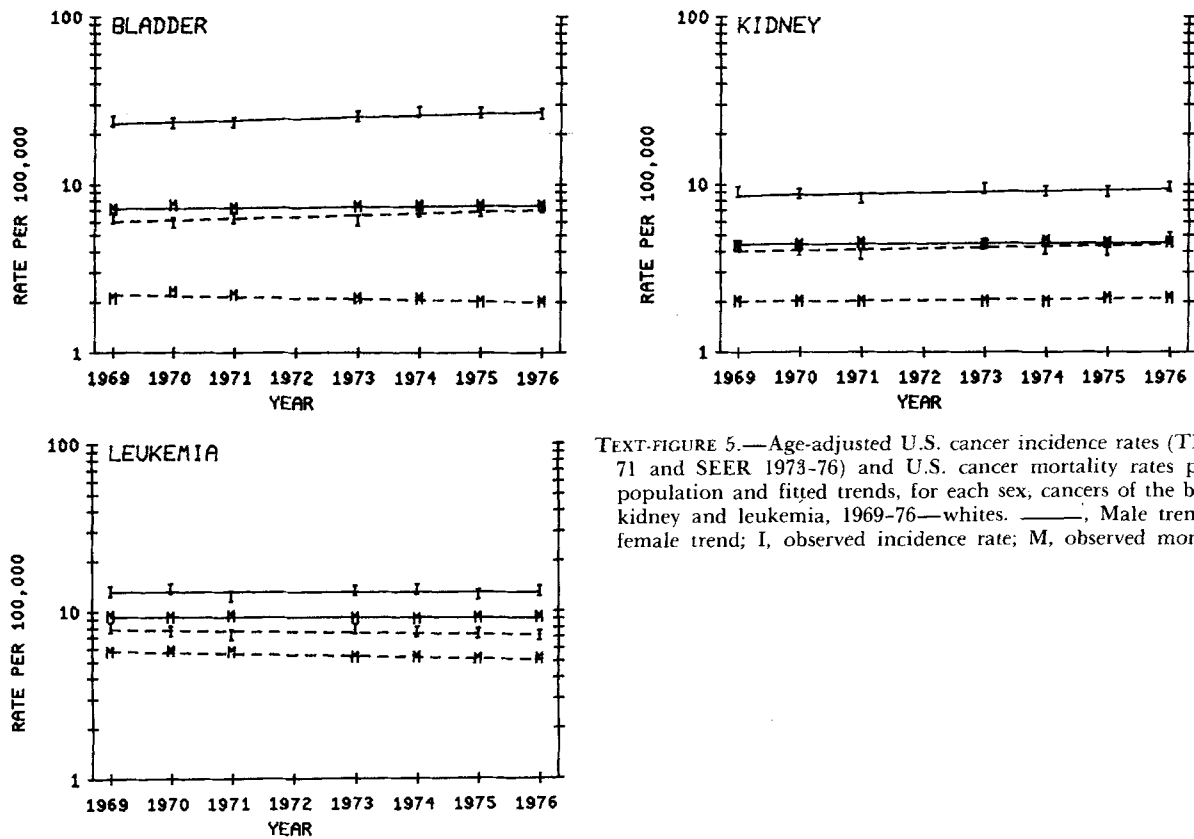 BLADDER
100
10
1
RATE PER 100,000
1969 1970 1971 1972 1973 1974 1975 1976
YEAR
KIDNEY
100
10
1
RATE PER 100,000
1969 1970 1971 1972 1973 1974 1975 1976
YEAR
LEUKEMIA
100
10
1
RATE PER 100,000
1969 1970 1971 1972 1973 1974 1975 1976
YEAR
TEXT-FIGURE 5.—Age-adjusted U.S. cancer incidence rates
71 and SEER 1973-76) and U.S. cancer mortality rates
population and fitted trends, for each sex, cancers of the
kidney and leukemia, 1969-76—whites. ——, Male
female trend; I, observed incidence rate; M, observed